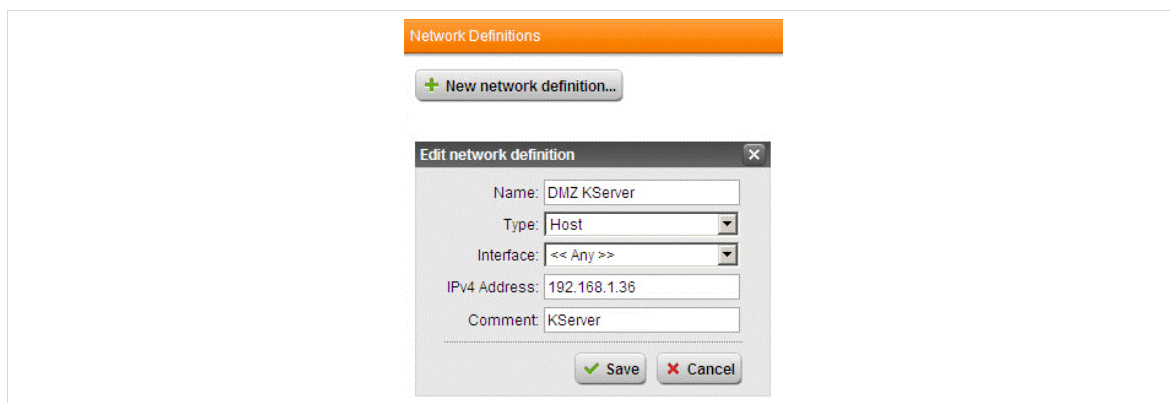 Network Definitions
New network definition...
Edit network definition
Name: DMZ KServer
Type: Host
Interface: << Any >>
IPv4 Address: 192.168.1.36
Comment: KServer
Save Cancel